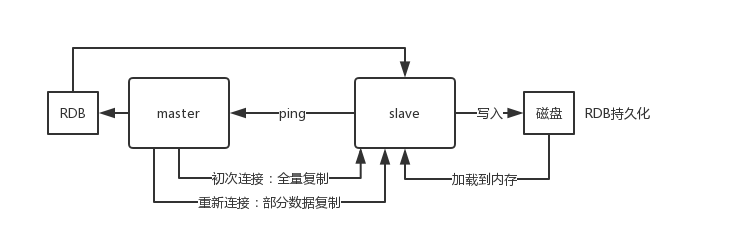 RDB
master
ping
slave
写入
磁盘
RDB持久化
初次连接：全量复制
加载到内存
重新连接：部分数据复制